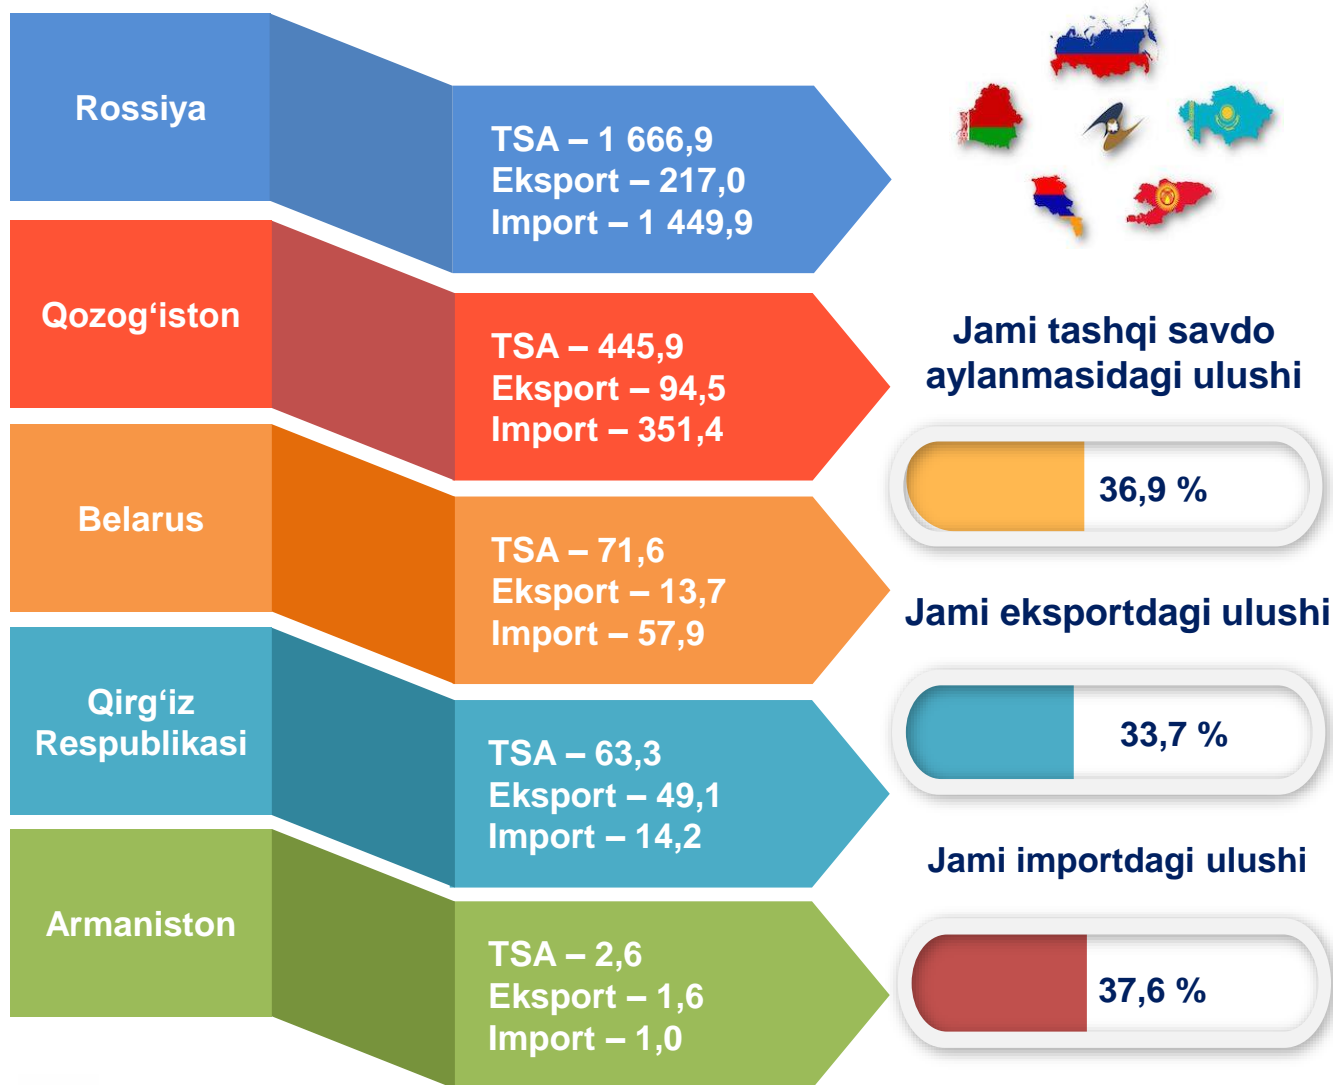 Rossiya
TSA – 1 666,9
Eksport – 217,0
Import – 1 449,9
Qozog‘iston
TSA – 445,9
Eksport – 94,5
Import – 351,4
Belarus
TSA – 71,6
Eksport – 13,7
Import – 57,9
Qirg‘iz
Respublikasi
TSA – 63,3
Eksport – 49,1
Import – 14,2
Armaniston
TSA – 2,6
Eksport – 1,6
Import – 1,0
Jami tashqi savdo
aylanmasidagi ulushi
36,9 %
Jami eksportdagi ulushi
33,7 %
Jami importdagi ulushi
37,6 %